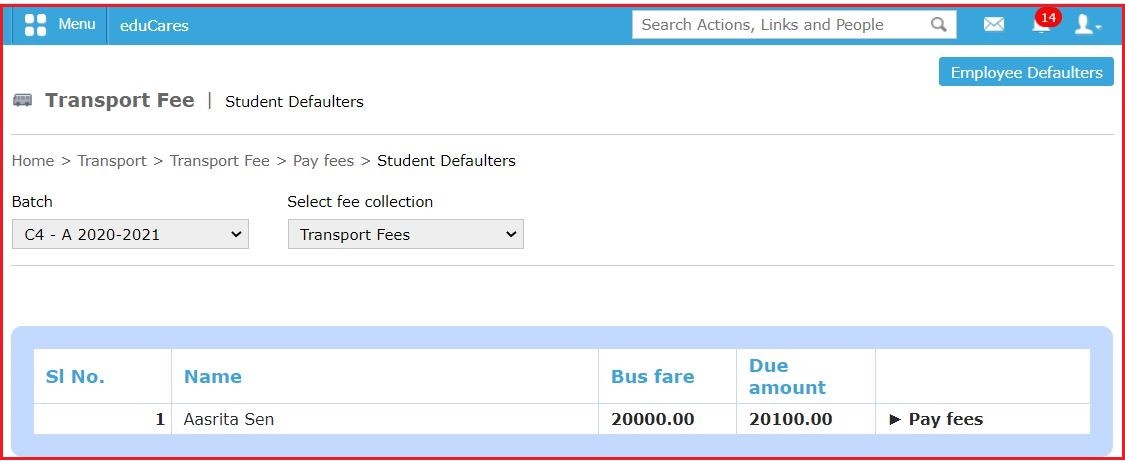 Menu eduCares Search Actions, Links and People 14
Employee Defaulters
Transport Fee | Student Defaulters
Home > Transport > Transport Fee > Pay fees > Student Defaulters
Batch Select fee collection
C4 - A 2020-2021 Transport Fees
Sl No. Name Bus fare Due amount
1 Aasrita Sen 20000.00 20100.00 ► Pay fees